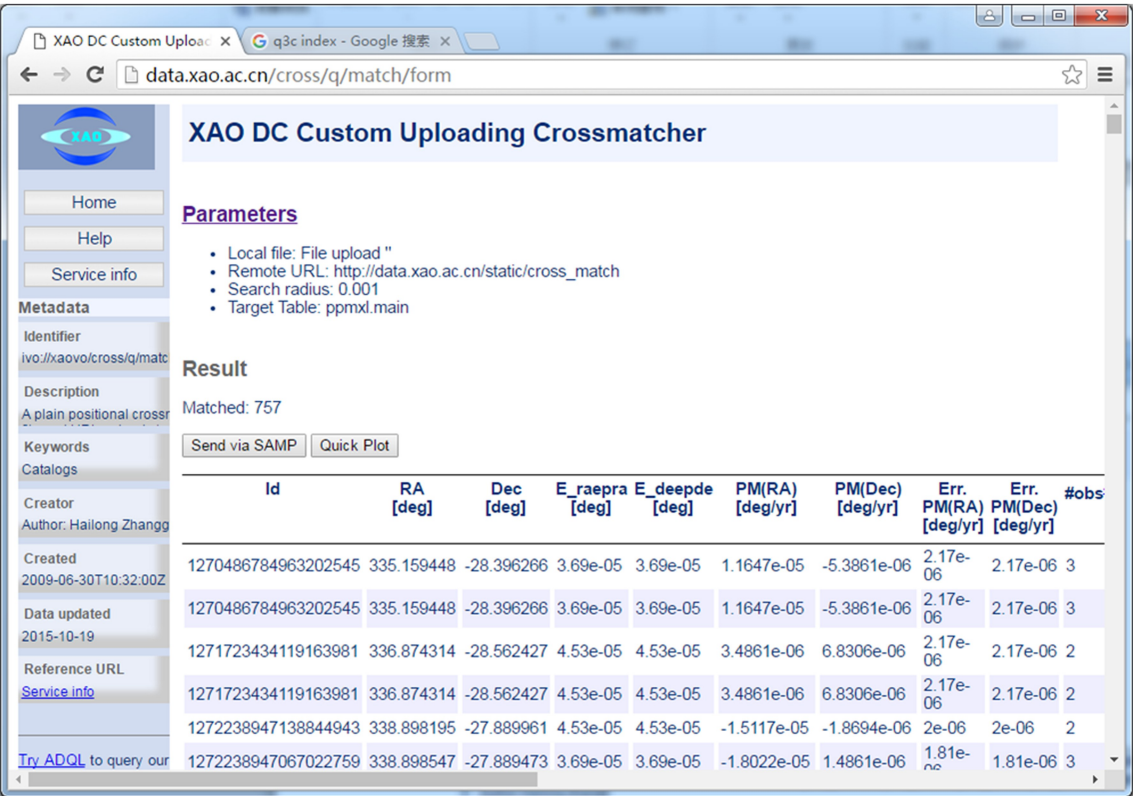 XAO DC Custom Uploac
q3c index - Google 搜索
data.xao.ac.cn/cross/q/match/form
XAO
Home
Help
Service info
Metadata
Identifier
ivo://xaovo/cross/q/matc
Description
A plain positional crossr
Keywords
Catalogs
Creator
Author: Hailong Zhangg
Created
2009-06-30T10:32:00Z
Data updated
2015-10-19
Reference URL
Service info
Try ADQL to query our
XAO DC Custom Uploading Crossmatcher
Parameters
• Local file: File upload ''
• Remote URL: http://data.xao.ac.cn/static/cross_match
• Search radius: 0.001
• Target Table: ppmxl.main
Result
Matched: 757
Send via SAMP Quick Plot
Id RA Dec E_raepra E_deepde PM(RA) PM(Dec) Err. Err. #obs
[deg] [deg] [deg] [deg] [deg/yr] [deg/yr] PM(RA) PM(Dec)
[deg/yr] [deg/yr]
1270486784963202545 335.159448 -28.396266 3.69e-05 3.69e-05 1.1647e-05 -5.3861e-06 2.17e-06 2.17e-06 3
1270486784963202545 335.159448 -28.396266 3.69e-05 3.69e-05 1.1647e-05 -5.3861e-06 2.17e-06 2.17e-06 3
1271723434119163981 336.874314 -28.562427 4.53e-05 4.53e-05 3.4861e-06 6.8306e-06 2.17e-06 2.17e-06 2
1271723434119163981 336.874314 -28.562427 4.53e-05 4.53e-05 3.4861e-06 6.8306e-06 2.17e-06 2.17e-06 2
1272238947138844943 338.898195 -27.889961 4.53e-05 4.53e-05 -1.5117e-05 -1.8694e-06 2e-06 2e-06 2
1272238947067022759 338.898547 -27.889473 3.69e-05 3.69e-05 -1.8022e-05 1.4861e-06 1.81e-06 1.81e-06 3